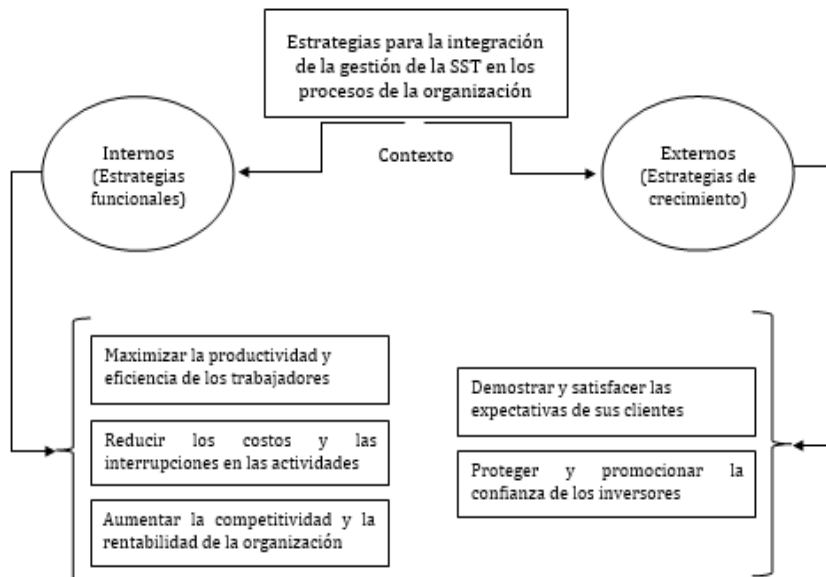 Estrategias para la integración
de la gestión de la SST en los
procesos de la organización
Contexto
Internos
(Estrategias
funcionales)
Externos
(Estrategias de
crecimiento)
Maximizar la productividad y
eficiencia de los trabajadores
Reducir los costos y las
interrupciones en las actividades
Aumentar la competitividad y la
rentabilidad de la organización
Demostrar y satisfacer las
expectativas de sus clientes
Proteger y promocionar la
confianza de los inversores